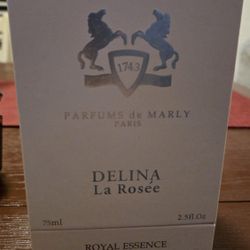 1743
PARFUMS de MARLY
PARIS
DELINA
La Rosée
75ml 2.5fl.Oz
ROYAL ESSENCE